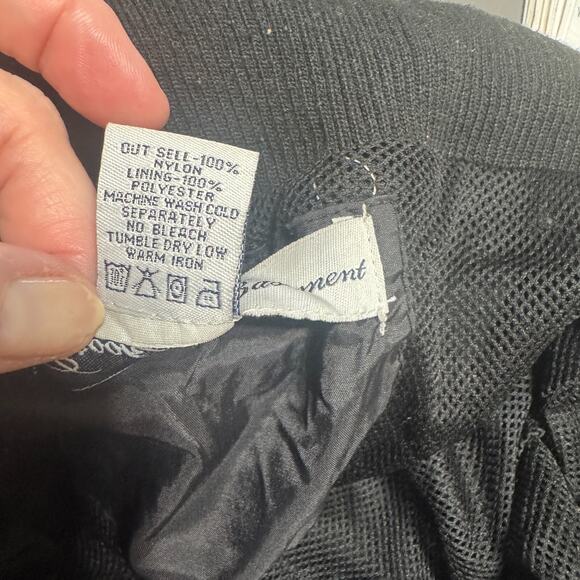 OUT SELL-100%
NYLON
LINING-100%
POLYESTER
MACHINE WASH COLD
SEPARATELY
NO BLEACH
TUMBLE DRY LOW
WARM IRON